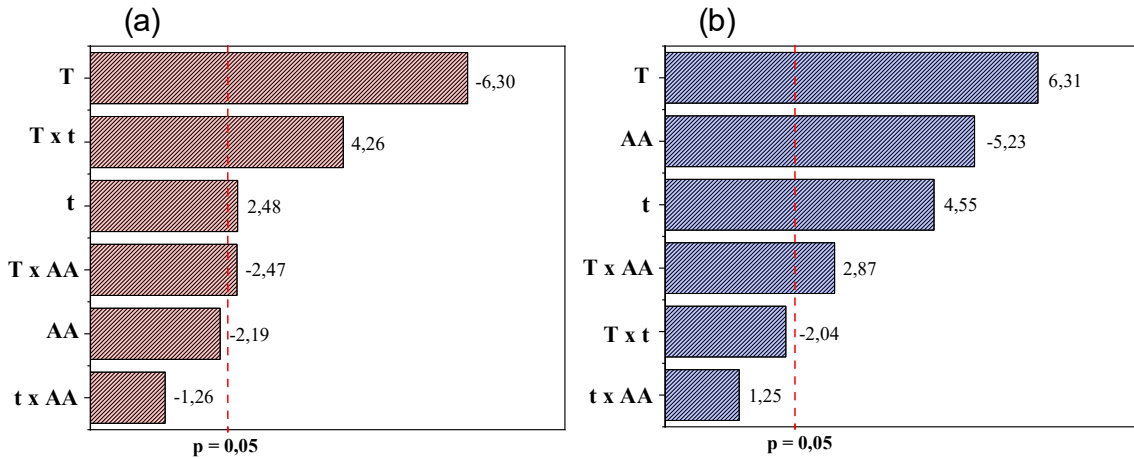 (a)
T
-6,30
T x t
4,26
t
2,48
T x AA
-2,47
AA
-2,19
t x AA
-1,26
p = 0,05
(b)
T
6,31
AA
-5,23
t
4,55
T x AA
2,87
T x t
-2,04
t x AA
1,25
p = 0,05